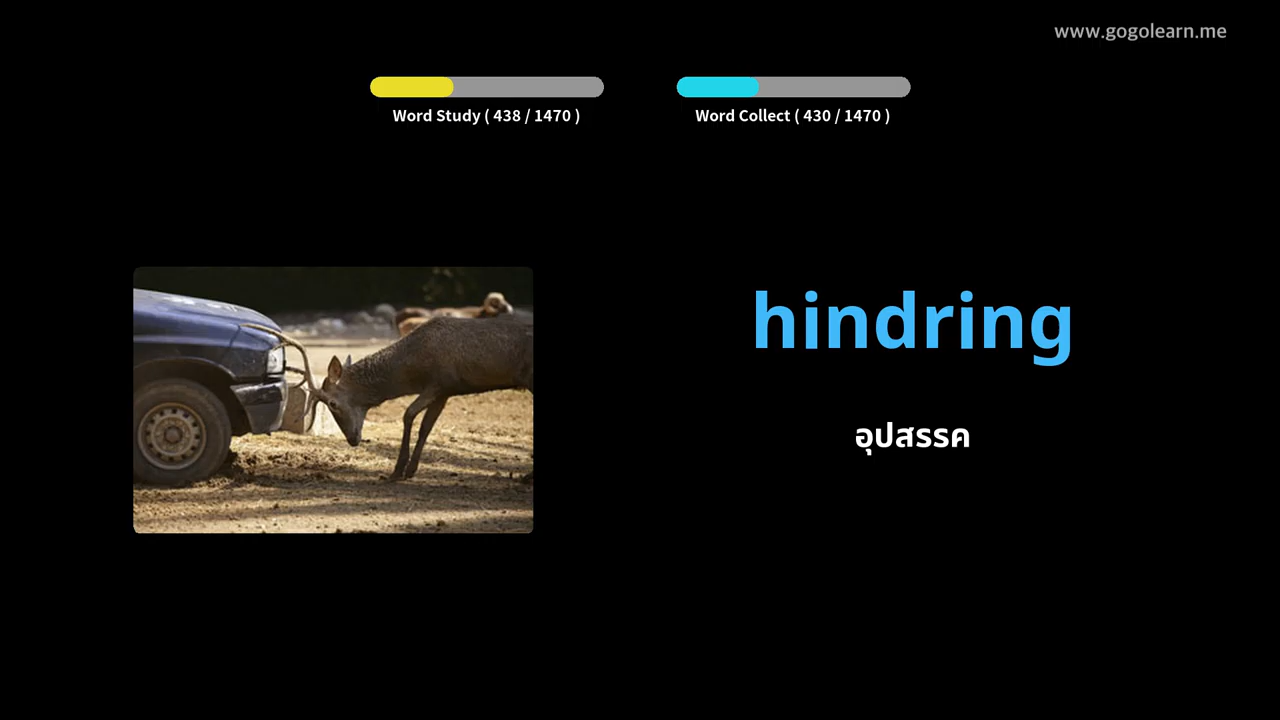 www.gogolearn.me
Word Study ( 438 / 1470 )
Word Collect ( 430 / 1470 )
hindring
อุปสรรค